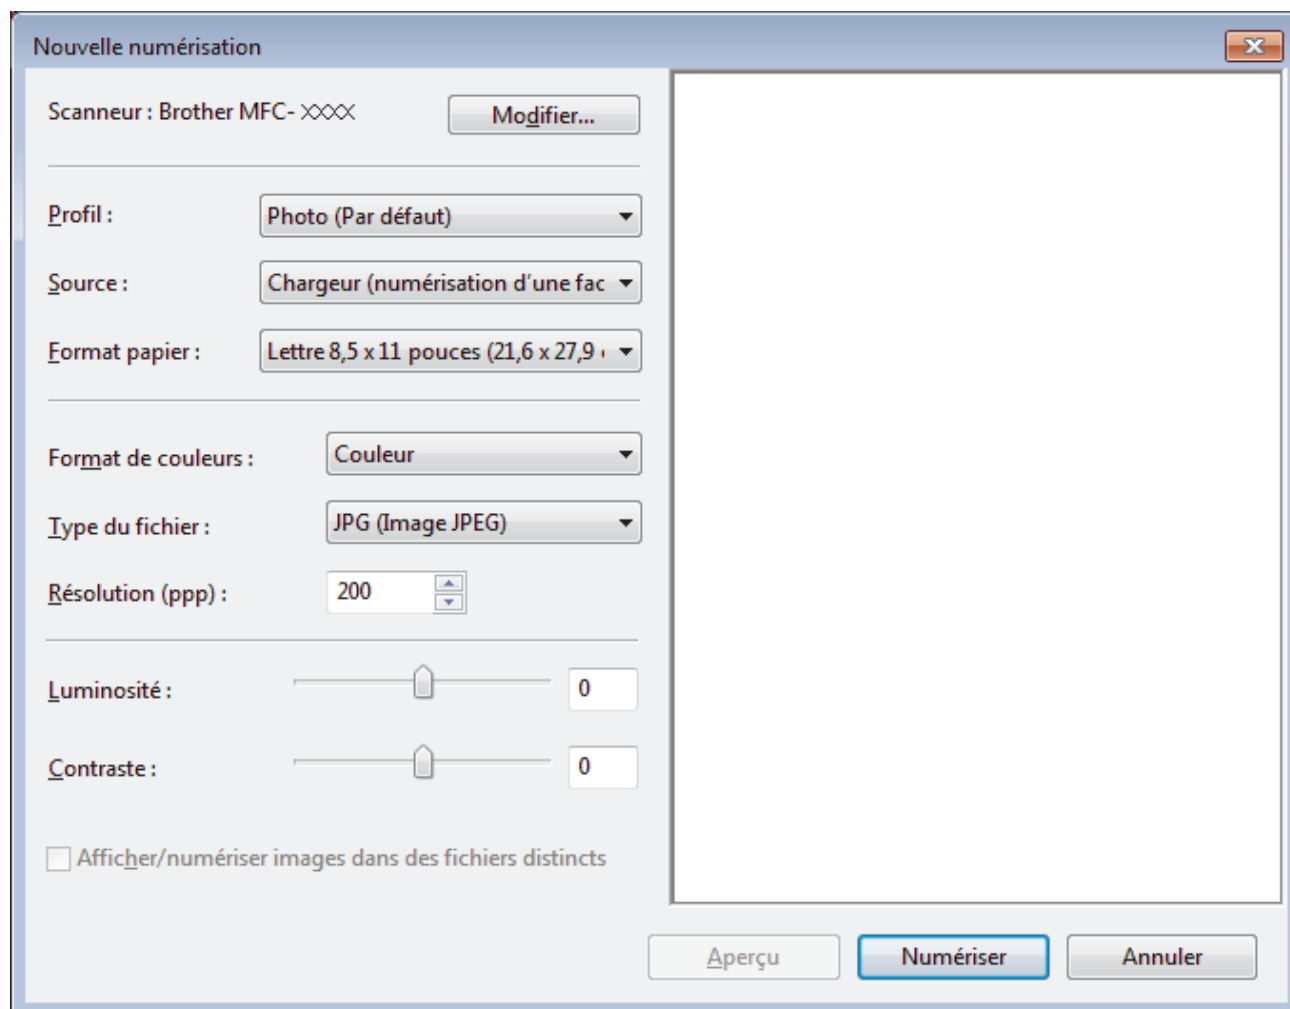 Nouvelle numérisation
Scanneur : Brother MFC- XXXX
Modifier...
Profil :
Photo (Par défaut)
Source :
Chargeur (numérisation d'une fac
Format papier :
Lettre 8,5 x 11 pouces (21,6 x 27,9
Format de couleurs :
Couleur
Type du fichier :
JPG (Image JPEG)
Résolution (ppp) :
200
Luminosité :
0
Contraste :
0
Afficher/numériser images dans des fichiers distincts
Aperçu
Numériser
Annuler